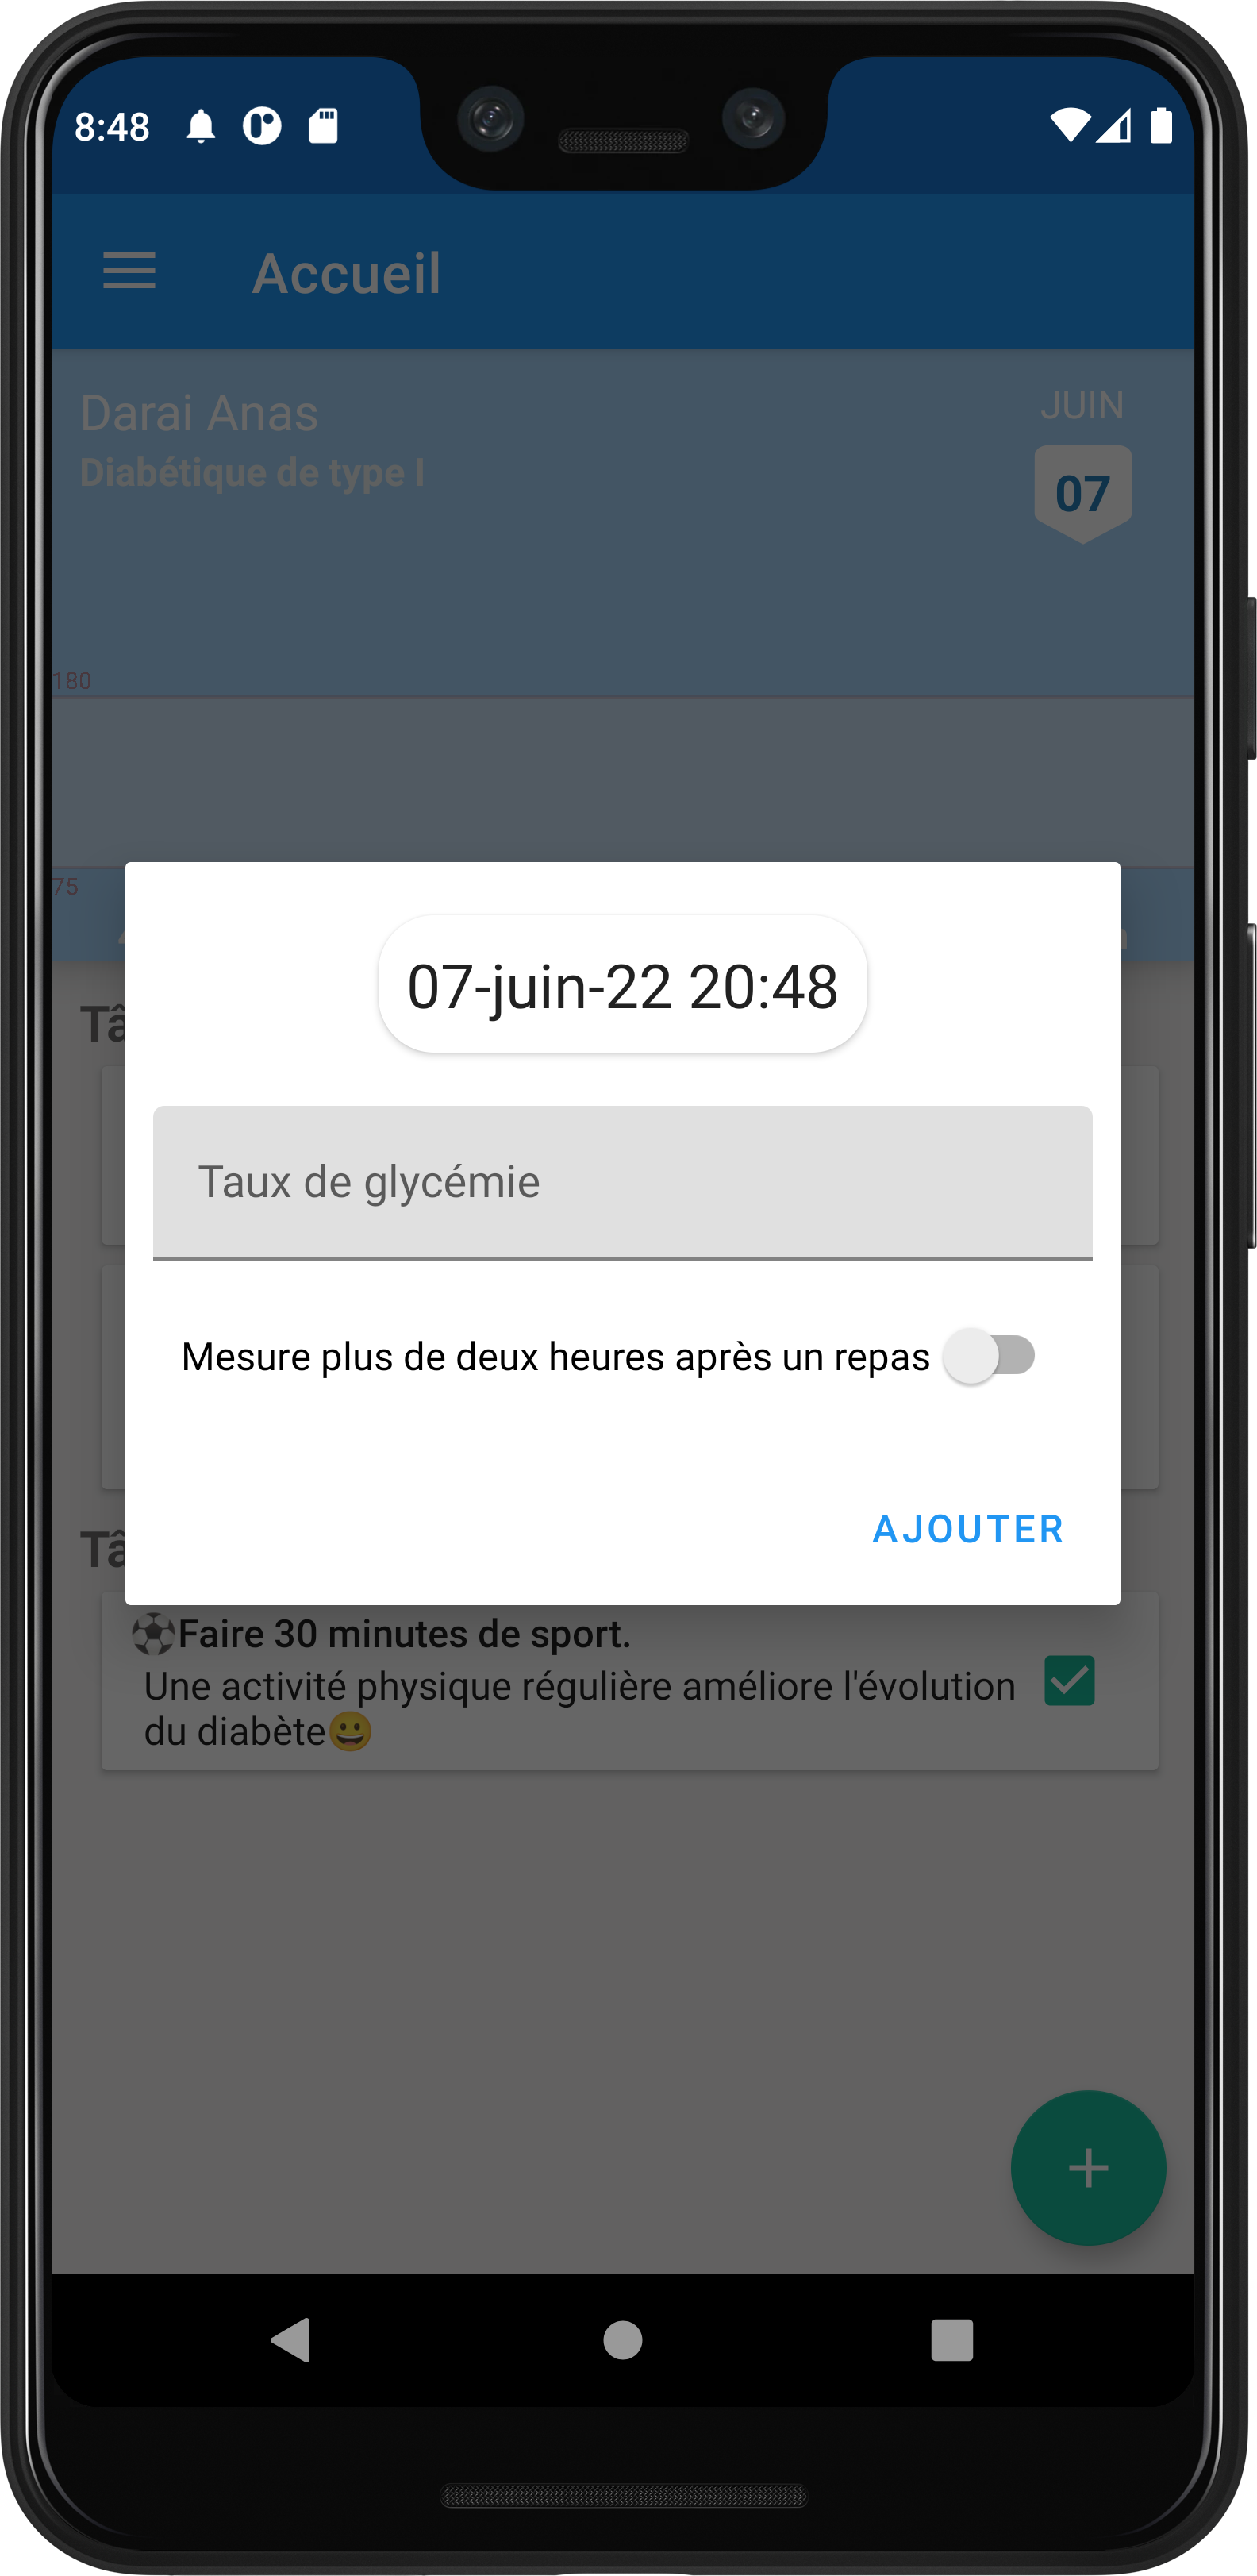 8:48
Accueil
Darai Anas
JUIN
Diabétique de type I
07
180
75
07-juin-22 20:48
Taux de glycémie
Mesure plus de deux heures après un repas
AJOUTER
⚽Faire 30 minutes de sport.
Une activité physique régulière améliore l'évolution
du diabète😀